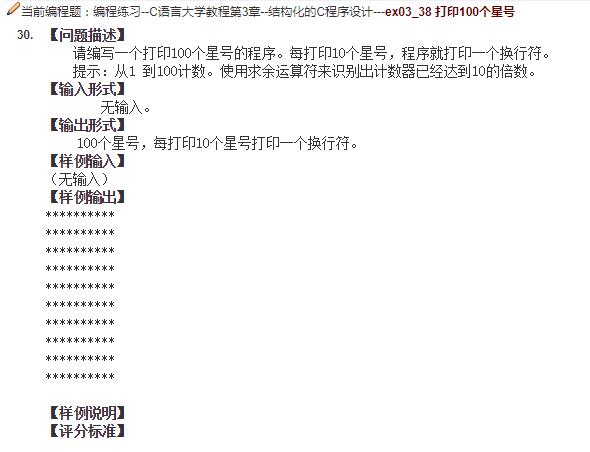 当前编程题：编程练习--C语言大学教程第3章--结构化的C程序设计---ex03_38 打印100个星号
30. 【问题描述】
请编写一个打印100个星号的程序。每打印10个星号，程序就打印一个换行符。
提示：从1 到100计数。使用求余运算符来识别出计数器已经达到10的倍数。
【输入形式】
无输入。
【输出形式】
100个星号，每打印10个星号打印一个换行符。
【样例输入】
（无输入）
【样例输出】
**********
**********
**********
**********
**********
**********
**********
**********
**********
**********
【样例说明】
【评分标准】